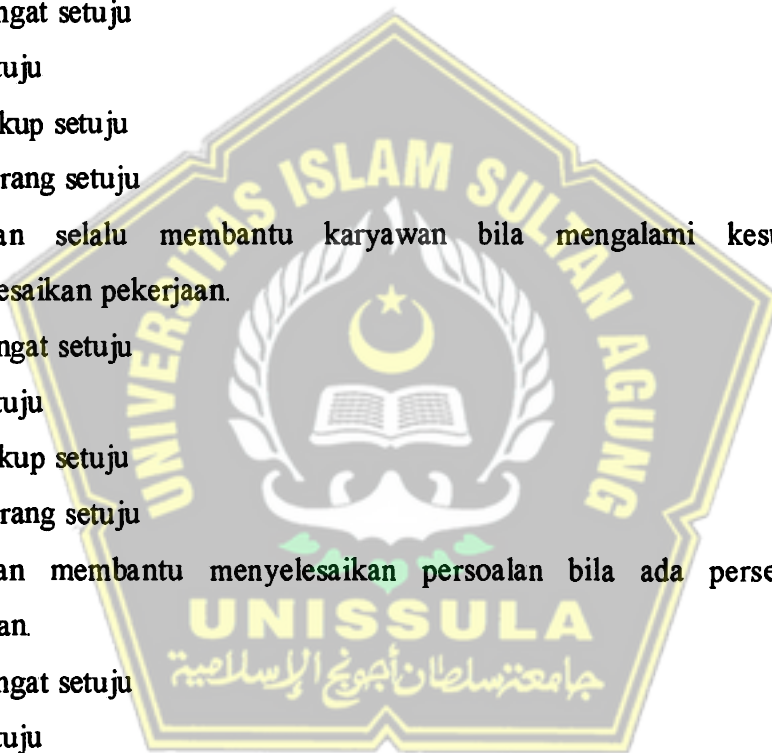 ngat setuju
tuju
kup setuju
rang setuju
an selalu membantu karyawan bila mengalami kesu
esaikan pekerjaan.
ngat setuju
tuju
kup setuju
rang setuju
an membantu menyelesaikan persoalan bila ada perse
an.
ngat setuju
tuju
UNIVERSITAS ISLAM SULTAN AGUNG
UNISSULA
جامعة سلطان أجونج الإسلامية